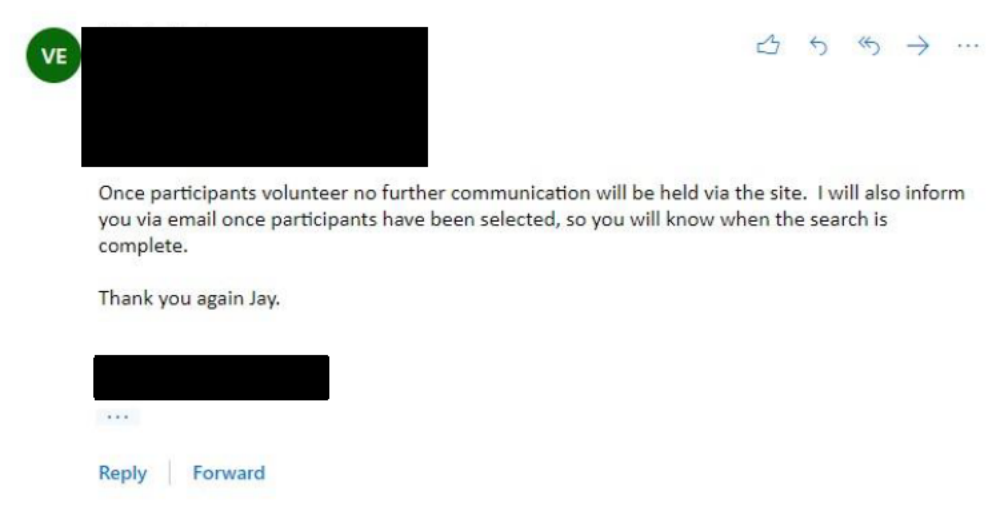 VE
Once participants volunteer no further communication will be held via the site.  I will also inform
you via email once participants have been selected, so you will know when the search is
complete.
Thank you again Jay.
...
Reply
Forward